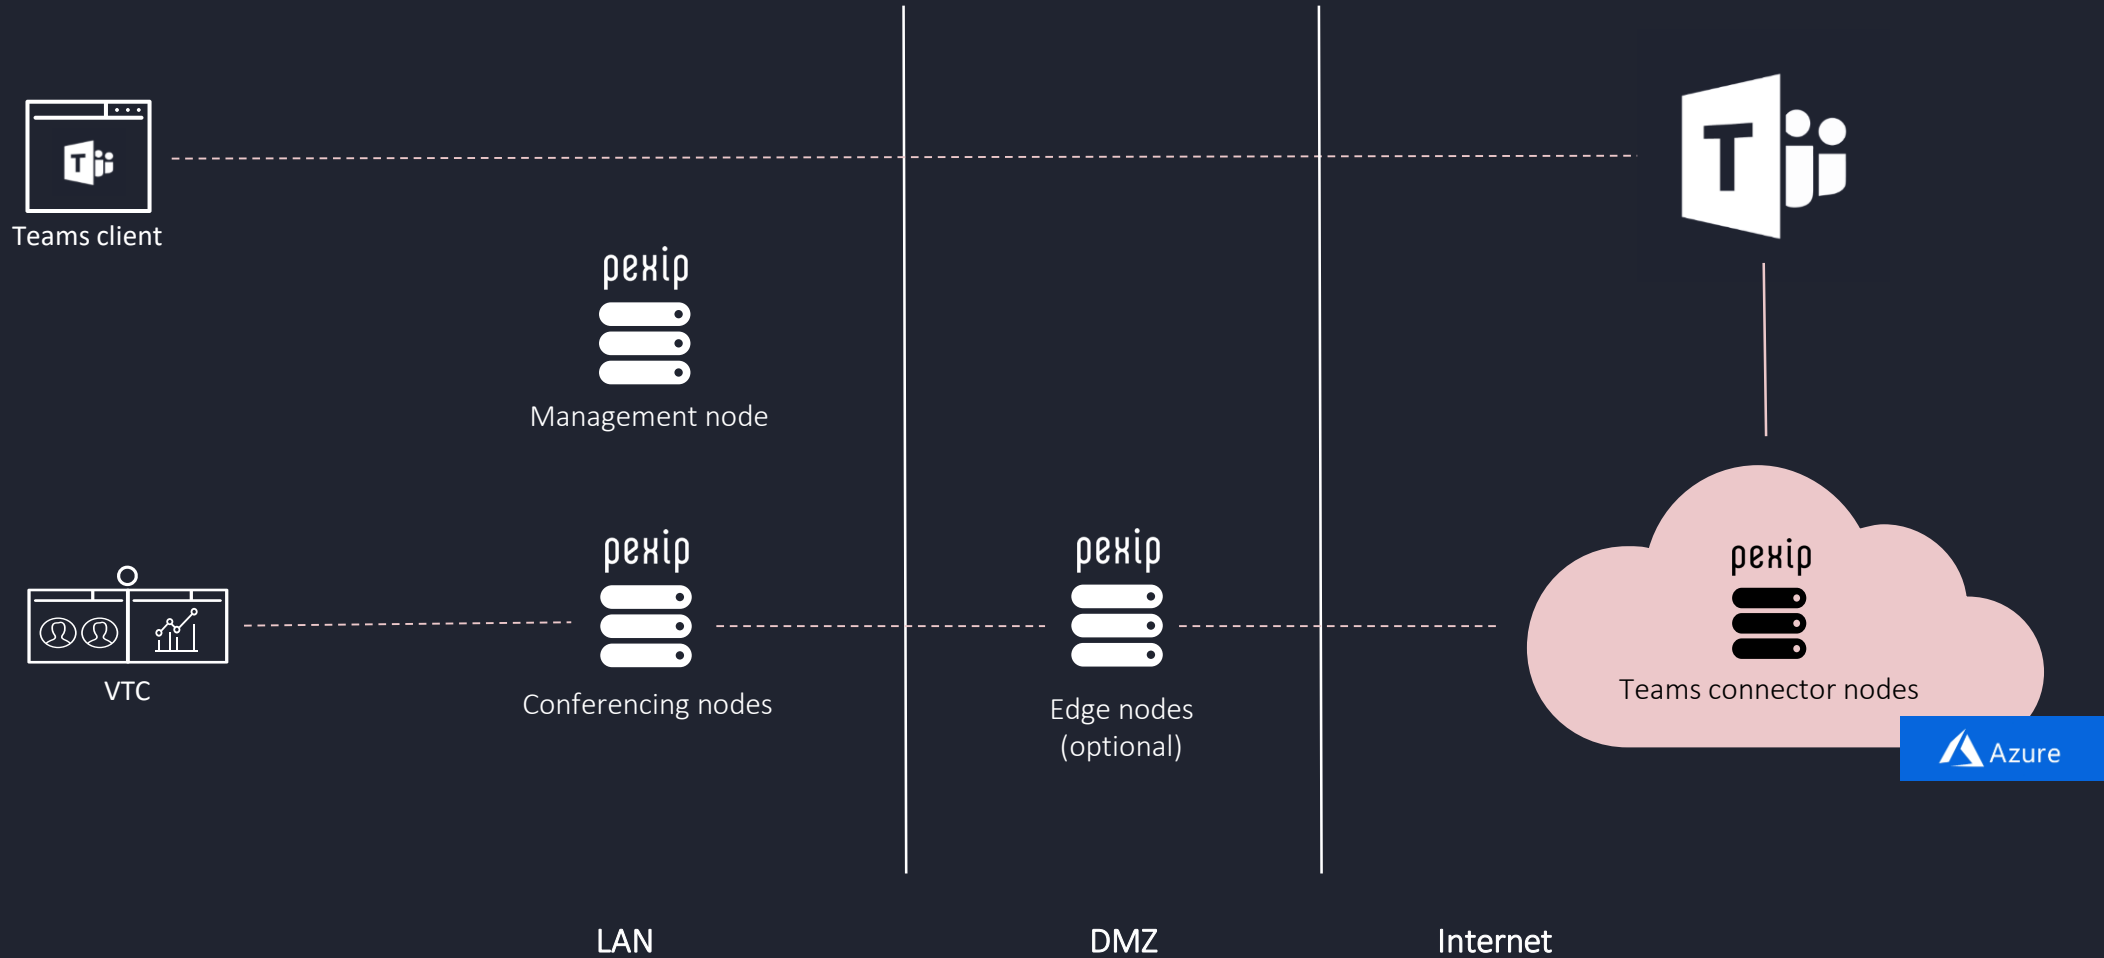 T
T
Teams client
pexip
Management node
pexip
pexip
pexip
VTC
Conferencing nodes
Edge nodes
(optional)
Teams connector nodes
Azure
LAN
DMZ
Internet